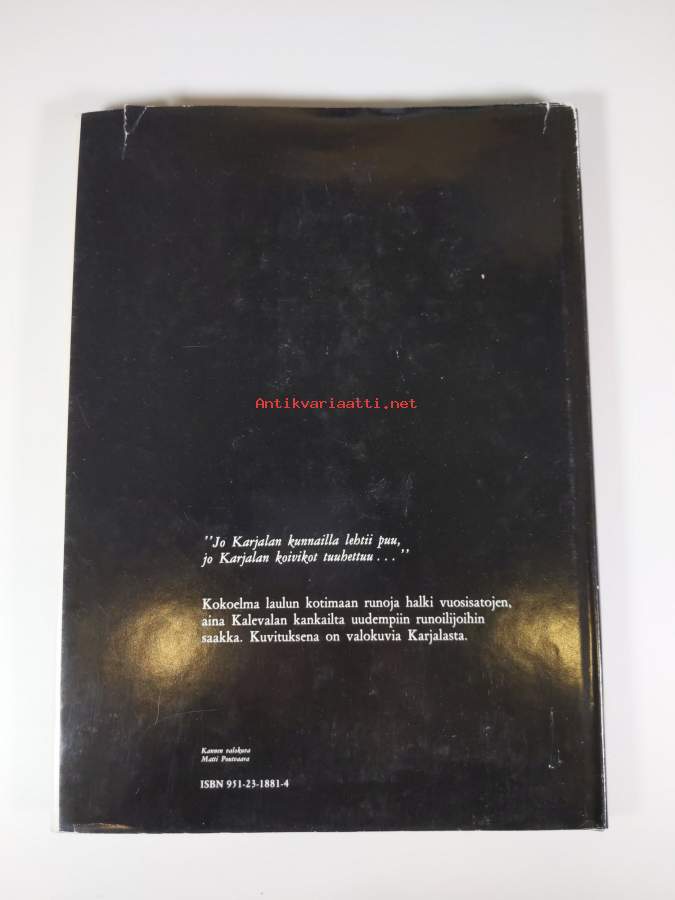 Antikvariaatti.net
"Jo Karjalan kunnailla lehtii puu,
jo Karjalan koivikot tuuhettuu . . . "
Kokoelma laulun kotimaan runoja halki vuosisatojen,
aina Kalevalan kankailta uudempiin runoilijoihin
saakka. Kuvituksena on valokuvia Karjalasta.
Kannen valokuva
Matti Poutvaara
ISBN 951-23-1881-4